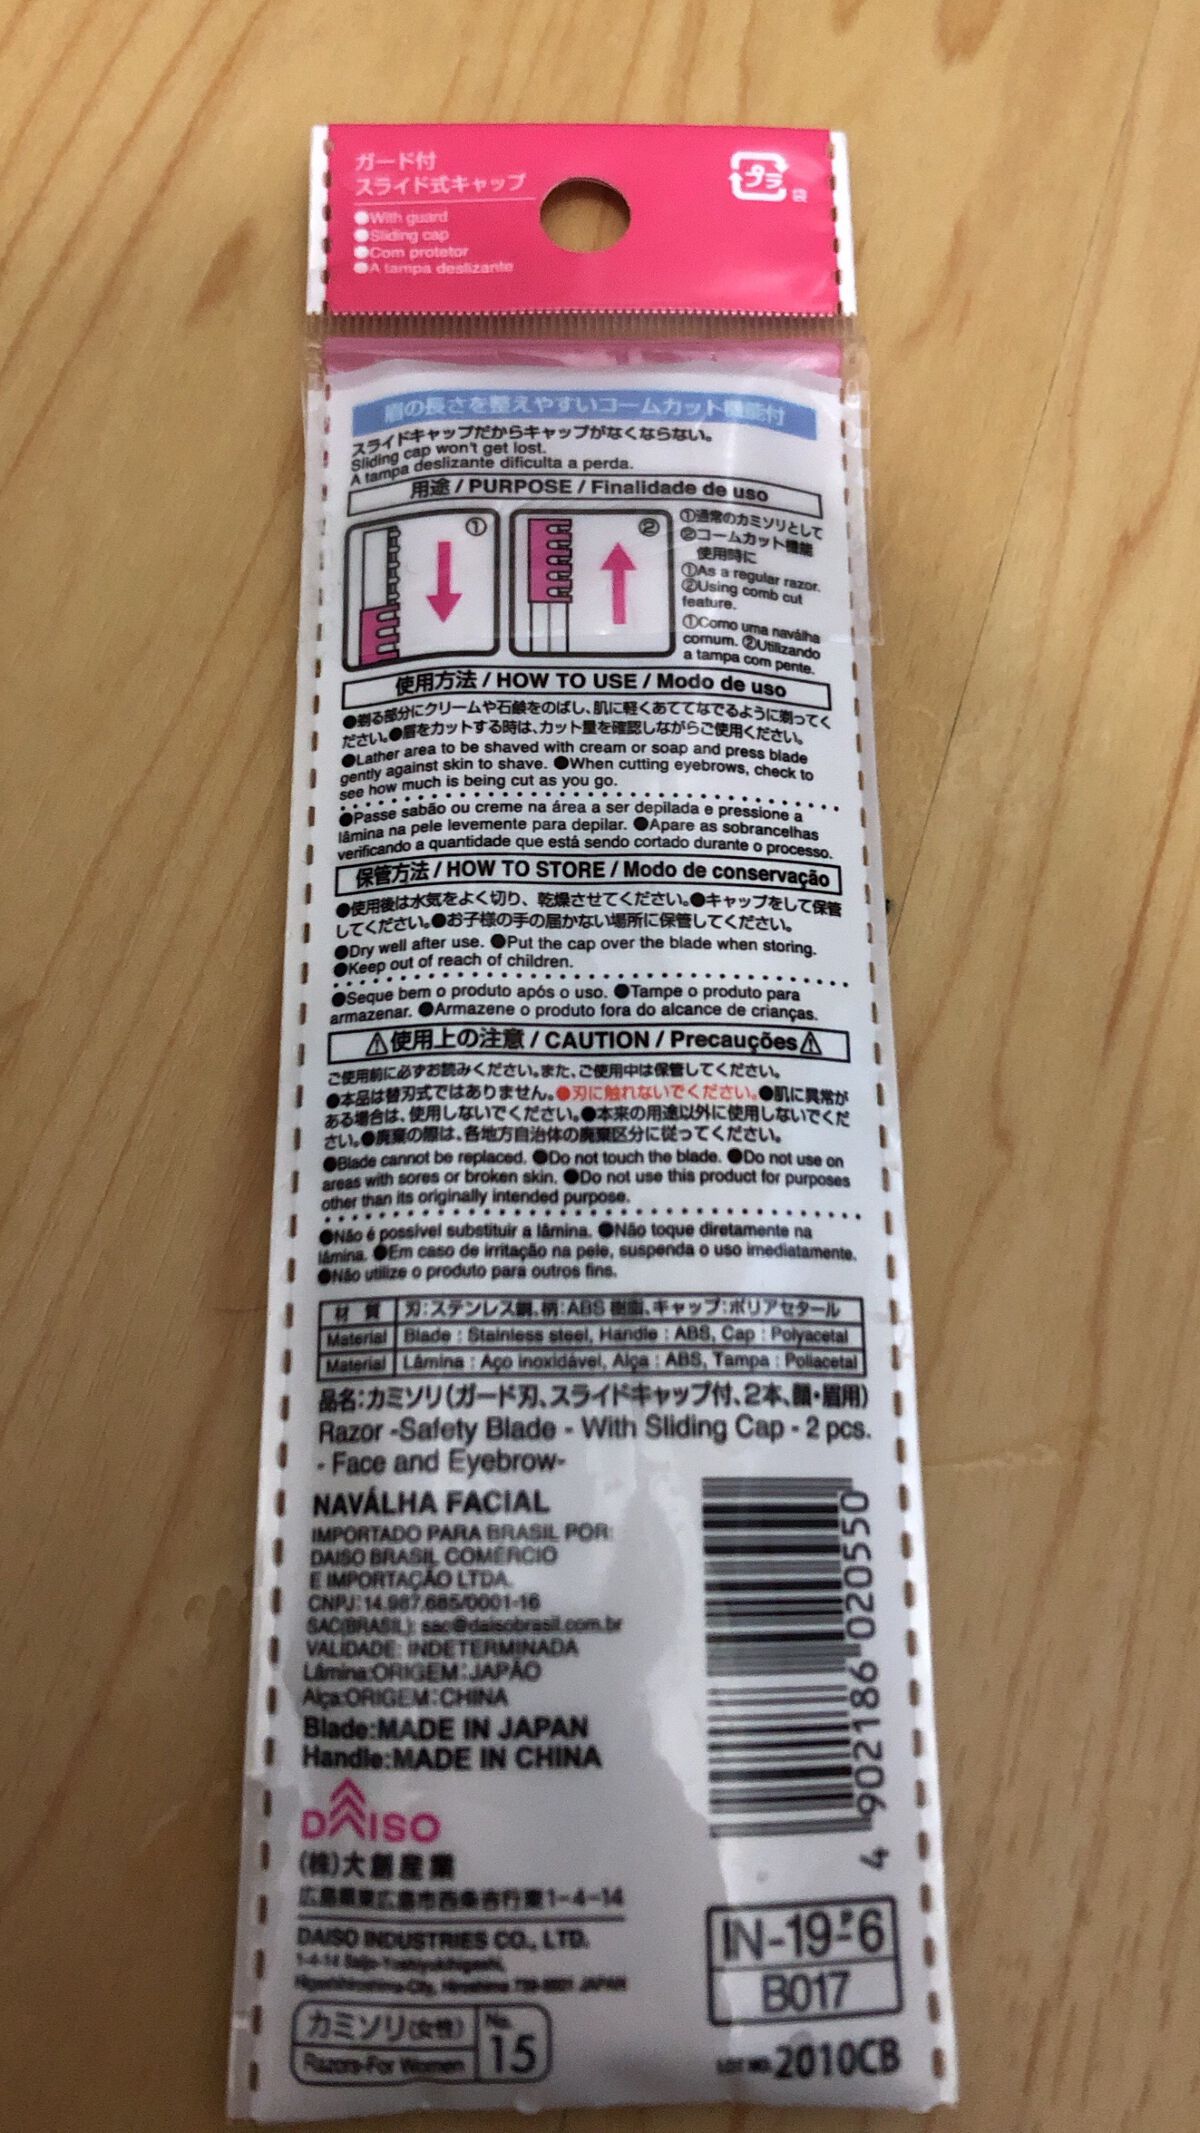 ガード付
スライド式キャップ
●With guard
●Sliding cap
●Com protetor
●A tampa deslizante
プラ
袋
眉の長さを整えやすいコームカット機能付
スライドキャップだからキャップがなくならない。
Sliding cap won't get lost.
A tampa deslizante dificulta a perda.
用途 / PURPOSE / Finalidade de uso
①
②
①通常のカミソリとして
②コームカット機能
使用時に
①As a regular razor.
②Using comb cut
feature.
①Como uma naválha
comum. ②Utilizando
a tampa com pente.
使用方法 / HOW TO USE / Modo de uso
●剃る部分にクリームや石鹸をのばし、肌に軽くあててなでるように剃ってく
ださい。●眉をカットする時は、カット量を確認しながらご使用ください。
●Lather area to be shaved with cream or soap and press blade
gently against skin to shave. ●When cutting eyebrows, check to
see how much is being cut as you go.
●Passe sabão ou creme na área a ser depilada e pressione a
lâmina na pele levemente para depilar. ●Apare as sobrancelhas
verificando a quantidade que está sendo cortado durante o processo.
保管方法 / HOW TO STORE / Modo de conservação
●使用後は水気をよく切り、乾燥させてください。●キャップをして保管
してください。●お子様の手の届かない場所に保管してください。
●Dry well after use. ●Put the cap over the blade when storing.
●Keep out of reach of children.
●Seque bem o produto após o uso. ●Tampe o produto para
armazenar. ●Armazene o produto fora do alcance de crianças.
⚠使用上の注意 / CAUTION / Precauções⚠
ご使用前に必ずお読みください。また、ご使用中は保管してください。
●本品は替刃式ではありません。●刃に触れないでください。●肌に異常が
ある場合は、使用しないでください。●本来の用途以外に使用しないでくだ
さい。●廃棄の際は、各地方自治体の廃棄区分に従ってください。
●Blade cannot be replaced. ●Do not touch the blade. ●Do not use on
areas with sores or broken skin. ●Do not use this product for purposes
other than its originally intended purpose.
●Não é possível substituir a lâmina. ●Não toque diretamente na
lâmina. ●Em caso de irritação na pele, suspenda o uso imediatamente.
●Não utilize o produto para outros fins.
材質 刃:ステンレス鋼、柄:ABS 樹脂、キャップ:ポリアセタール
Material Blade : Stainless steel, Handle : ABS, Cap : Polyacetal
Material Lâmina : Aço inoxidável, Alça : ABS, Tampa : Poliacetal
品名:カミソリ(ガード刃、スライドキャップ付、2本、顔・眉用)
Razor -Safety Blade - With Sliding Cap - 2 pcs.
- Face and Eyebrow-
NAVÁLHA FACIAL
IMPORTADO PARA BRASIL POR:
DAISO BRASIL COMÉRCIO
E IMPORTAÇÃO LTDA.
CNPJ:14.987.685/0001-16
SAC(BRASIL): sac@daisobrasil.com.br
VALIDADE: INDETERMINADA
Lâmina:ORIGEM:JAPÃO
Alça:ORIGEM:CHINA
Blade:MADE IN JAPAN
Handle:MADE IN CHINA
4 902186 020550
DAISO
(株)大創産業
広島県東広島市西条吉行東1-4-14
DAISO INDUSTRIES CO., LTD.
1-4-14 Saijo-Yoshiyukihigashi,
Higashihiroshima-City, Hiroshima 739-8501 JAPAN
IN-19-'6
B017
カミソリ(女性) No.
Razors-For Women 15
LOT NO. 2010CB